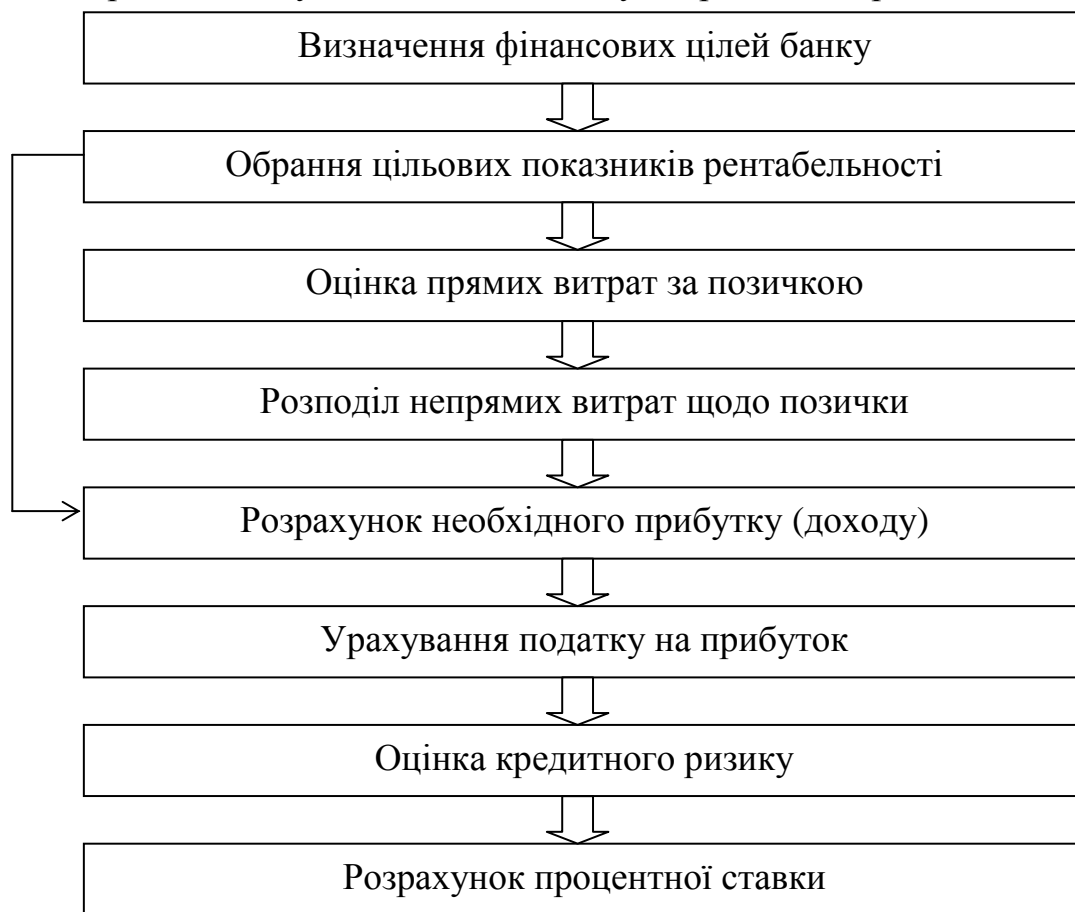 Визначення фінансових цілей банку
Обрання цільових показників рентабельності
Оцінка прямих витрат за позичкою
Розподіл непрямих витрат щодо позички
Розрахунок необхідного прибутку (доходу)
Урахування податку на прибуток
Оцінка кредитного ризику
Розрахунок процентної ставки